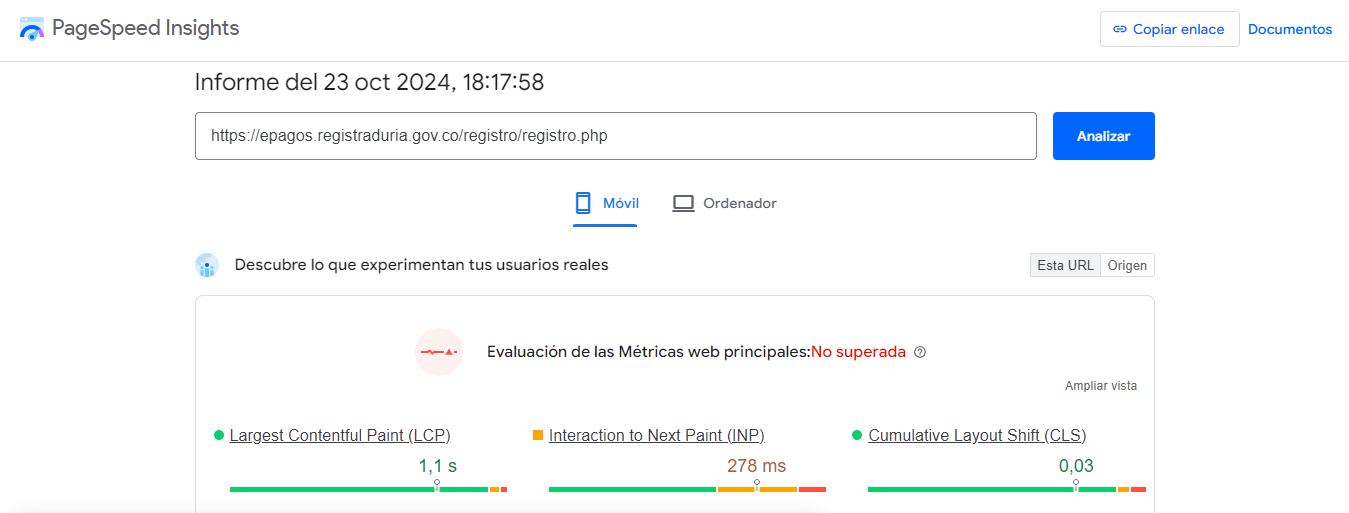 PageSpeed Insights
Copiar enlace
Documentos
Informe del 23 oct 2024, 18:17:58
https://epagos.registraduria.gov.co/registro/registro.php
Analizar
Móvil
Ordenador
Descubre lo que experimentan tus usuarios reales
Esta URL
Origen
Evaluación de las Métricas web principales:No superada
Ampliar vista
Largest Contentful Paint (LCP)
1,1 s
Interaction to Next Paint (INP)
278 ms
Cumulative Layout Shift (CLS)
0,03